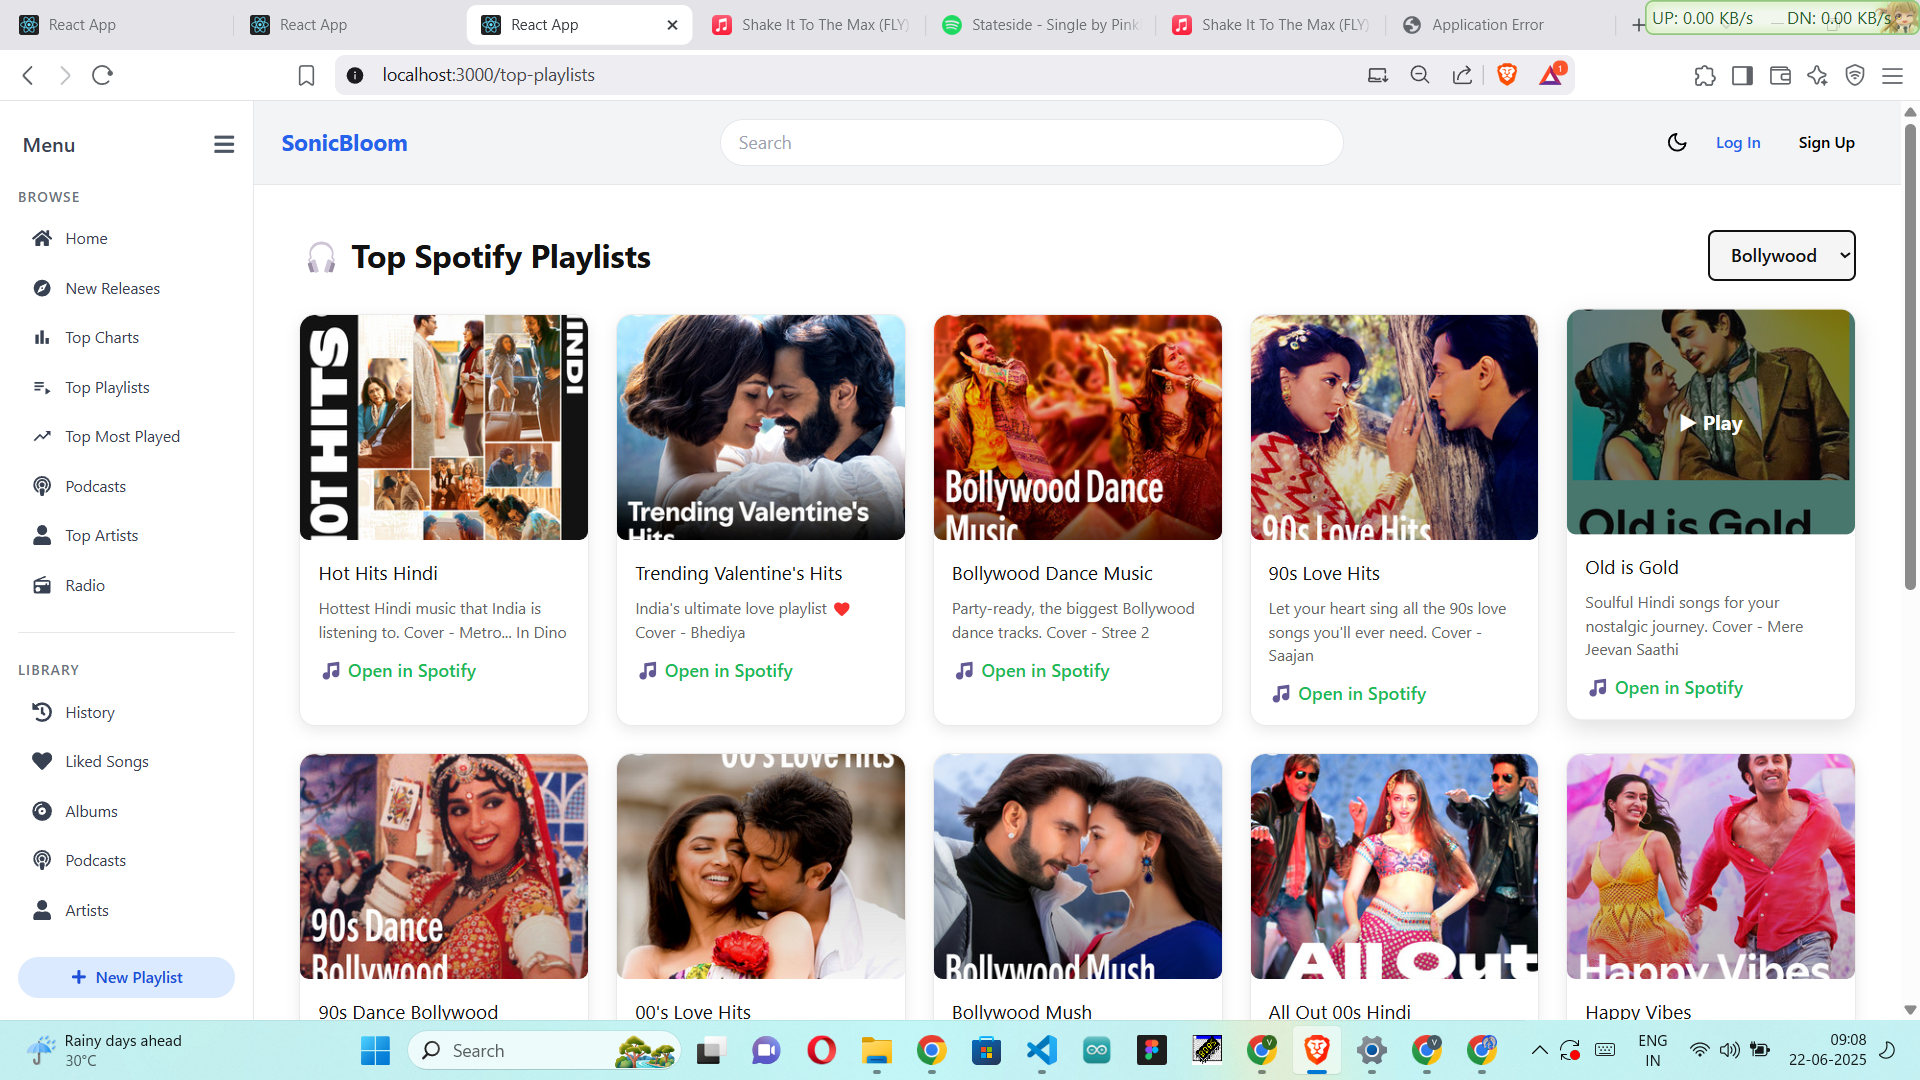 React App
React App
React App
Shake It To The Max (FLY)
Stateside - Single by Pink
Shake It To The Max (FLY)
Application Error
UP: 0.00 KB/s DN: 0.00 KB/s
localhost:3000/top-playlists
1
Menu
SonicBloom
Search
Log In
Sign Up
BROWSE
Home
New Releases
Top Charts
Top Playlists
Top Most Played
Podcasts
Top Artists
Radio
LIBRARY
History
Liked Songs
Albums
Podcasts
Artists
+ New Playlist
Top Spotify Playlists
Bollywood
HOT HITS
HINDI
Trending Valentine's
Hits
Bollywood Dance
Music
90s Love Hits
Play
Old is Gold
Hot Hits Hindi
Hottest Hindi music that India is
listening to. Cover - Metro... In Dino
Open in Spotify
Trending Valentine's Hits
India's ultimate love playlist ❤️
Cover - Bhediya
Open in Spotify
Bollywood Dance Music
Party-ready, the biggest Bollywood
dance tracks. Cover - Stree 2
Open in Spotify
90s Love Hits
Let your heart sing all the 90s love
songs you'll ever need. Cover -
Saajan
Open in Spotify
Old is Gold
Soulful Hindi songs for your
nostalgic journey. Cover - Mere
Jeevan Saathi
Open in Spotify
90s Dance
Bollywood
00's Love Hits
Bollywood Mush
All Out
Happy Vibes
90s Dance Bollywood
00's Love Hits
Bollywood Mush
All Out 00s Hindi
Happy Vibes
Rainy days ahead
30°C
Search
ENG
IN
09:08
22-06-2025